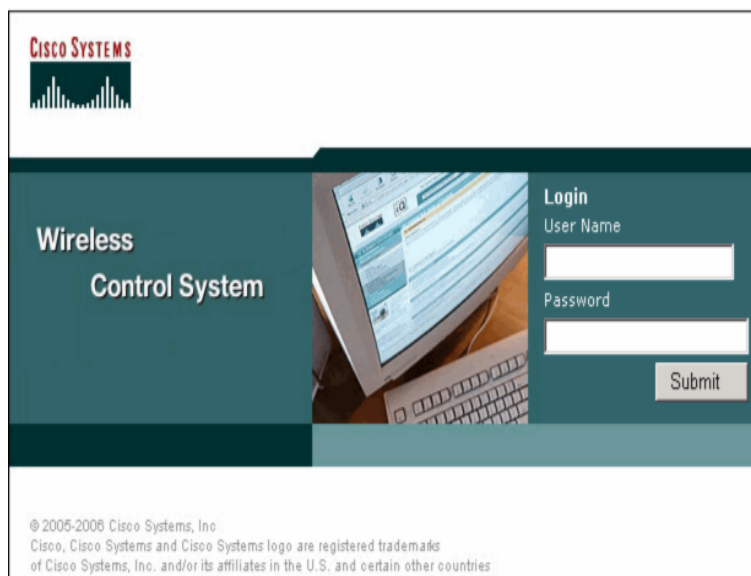 CISCO SYSTEMS
Wireless
Control System
Login
User Name
Password
Submit
© 2005-2006 Cisco Systems, Inc
Cisco, Cisco Systems and Cisco Systems logo are registered trademarks
of Cisco Systems, Inc. and/or its affiliates in the U.S. and certain other countries